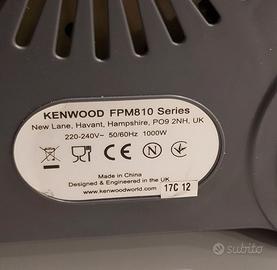 KENWOOD FPM810 Series
New Lane, Havant, Hampshire, PO9 2NH, UK
220-240V~ 50/60Hz 1000W
CE
N
Made in China
Designed & Engineered in the UK
www.kenwoodworld.com
17C 12
subito